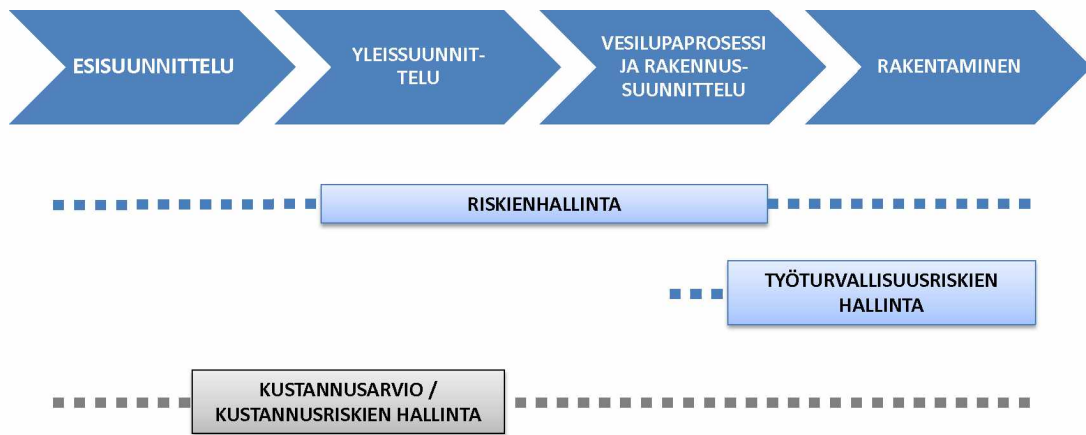 ESISUUNNITTELU
YLEISSUUNNIT-
TELU
VESILUPAPROSESSI
JA RAKENNUS-
SUUNNITTELU
RAKENTAMINEN
RISKIENHALLINTA
TYÖTURVALLISUUSRISKIEN
HALLINTA
KUSTANNUSARVIO /
KUSTANNUSRISKIEN HALLINTA